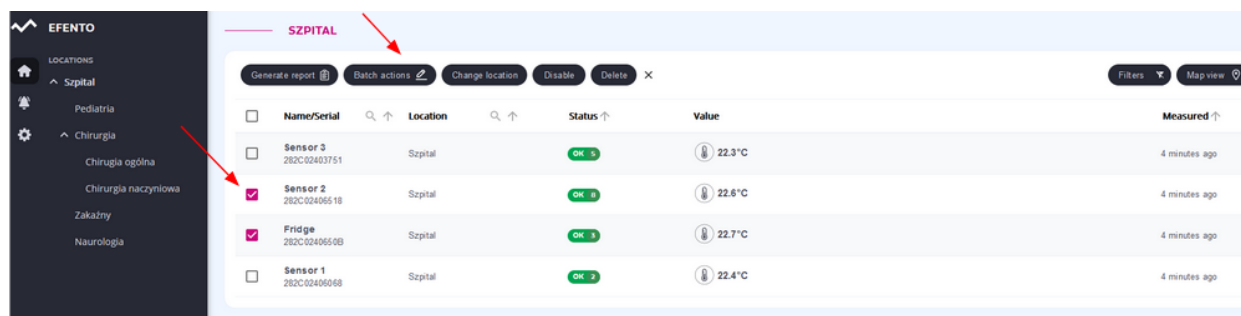 EFENTO
LOCATIONS
Szpital
Pediatria
Chirurgia
Chirugia ogólna
Chirurgia naczyniowa
Zakaźny
Naurologia
SZPITAL
Generate report Batch actions Change location Disable Delete × Filters Map view
Name/Serial Location Status Value Measured
Sensor 3 Szpital OK 5 22.3°C 4 minutes ago
282C02403751
Sensor 2 Szpital OK 8 22.6°C 4 minutes ago
282C02406518
Fridge Szpital OK 3 22.7°C 4 minutes ago
282C0240650B
Sensor 1 Szpital OK 2 22.4°C 4 minutes ago
282C02406068